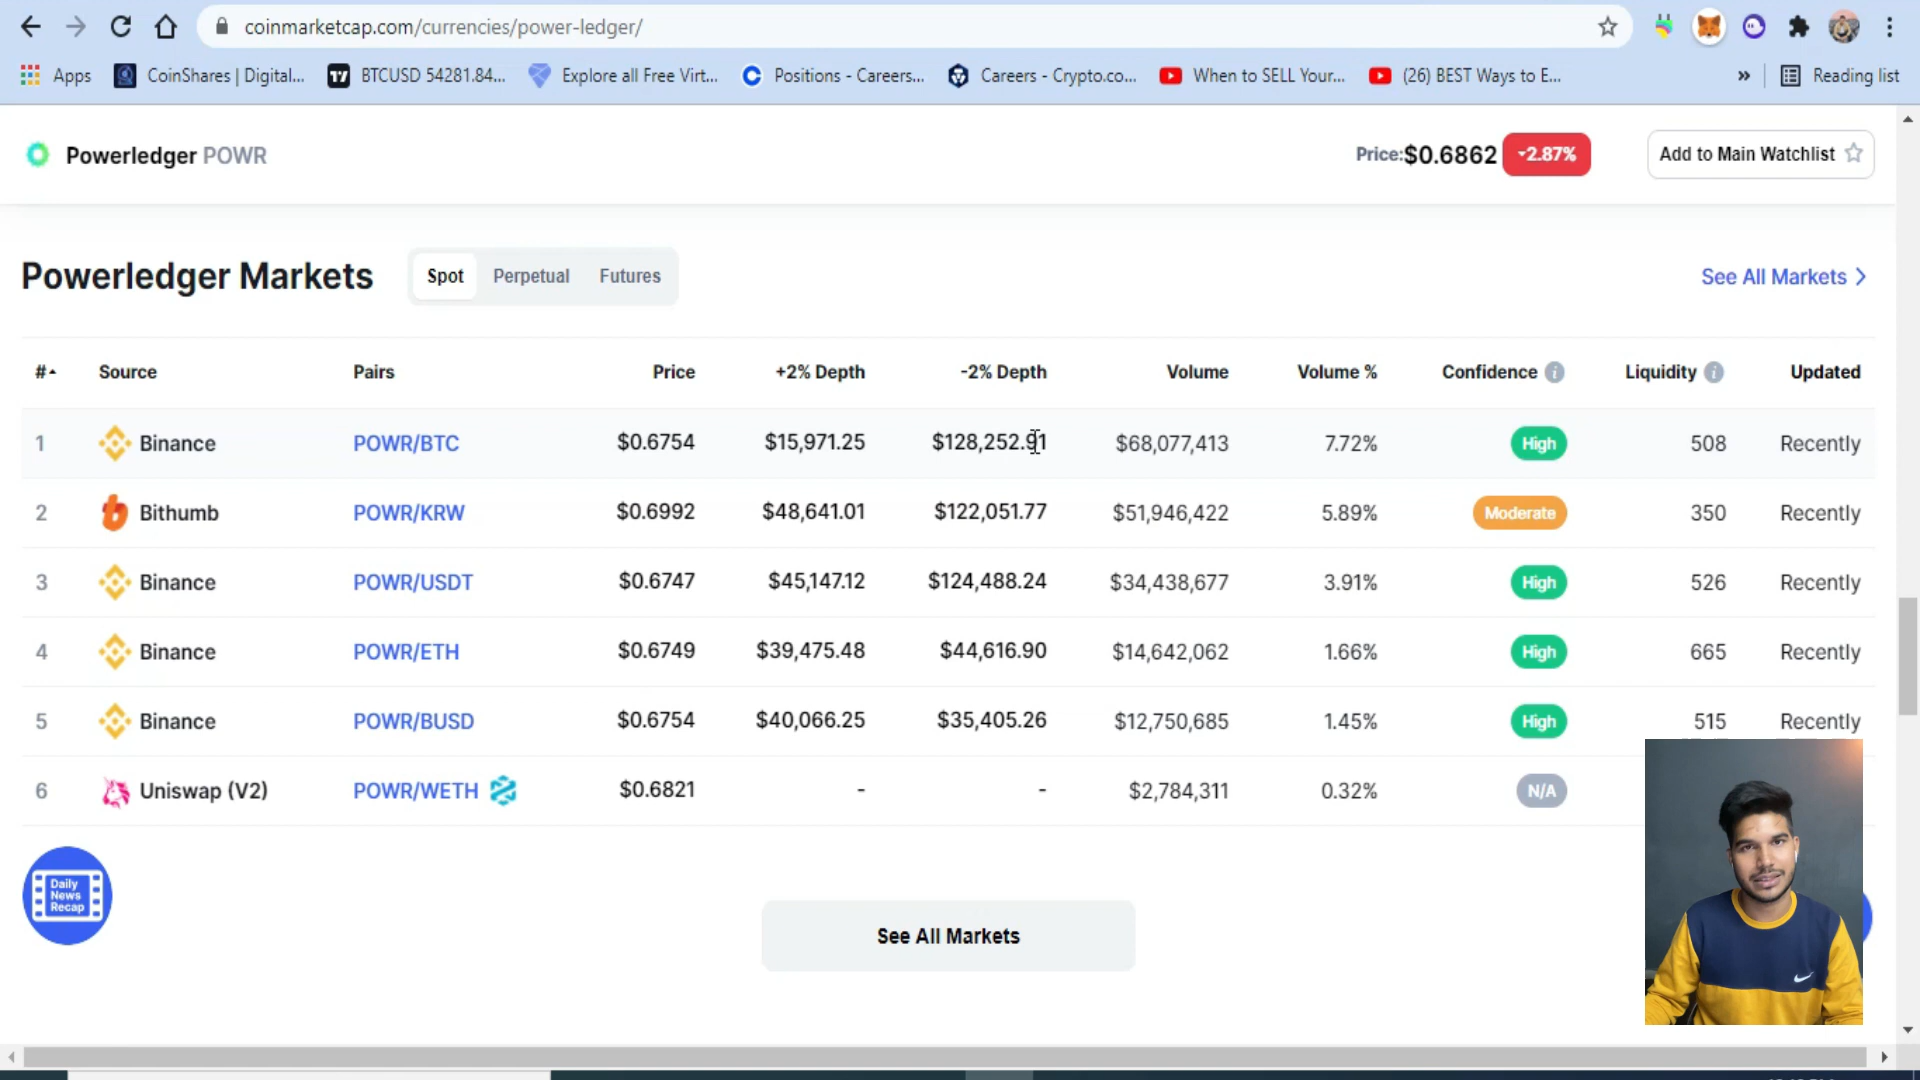 coinmarketcap.com/currencies/power-ledger/
Apps CoinShares | Digital... BTCUSD 54281.84... Explore all Free Virt... Positions - Careers... Careers - Crypto.co... When to SELL Your... (26) BEST Ways to E... » Reading list
Powerledger POWR Price:$0.6862 -2.87% Add to Main Watchlist
Powerledger Markets Spot Perpetual Futures See All Markets >
# Source Pairs Price +2% Depth -2% Depth Volume Volume % Confidence i Liquidity i Updated
1 Binance POWR/BTC $0.6754 $15,971.25 $128,252.91 $68,077,413 7.72% High 508 Recently
2 Bithumb POWR/KRW $0.6992 $48,641.01 $122,051.77 $51,946,422 5.89% Moderate 350 Recently
3 Binance POWR/USDT $0.6747 $45,147.12 $124,488.24 $34,438,677 3.91% High 526 Recently
4 Binance POWR/ETH $0.6749 $39,475.48 $44,616.90 $14,642,062 1.66% High 665 Recently
5 Binance POWR/BUSD $0.6754 $40,066.25 $35,405.26 $12,750,685 1.45% High 515 Recently
6 Uniswap (V2) POWR/WETH $0.6821 - - $2,784,311 0.32% N/A
Daily
News
Recap
See All Markets